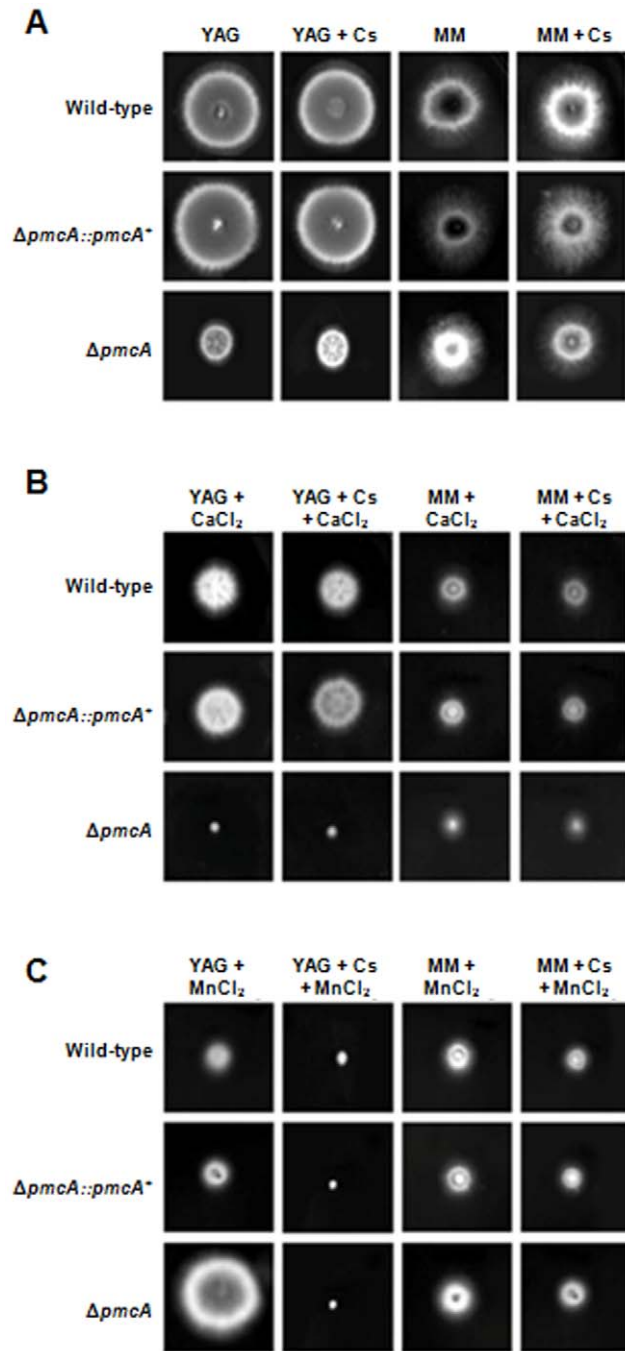 A
YAG YAG + Cs MM MM + Cs
Wild-type
ΔpmcA::pmcA⁺
ΔpmcA
B
YAG + YAG + Cs MM + MM + Cs
CaCl₂ + CaCl₂ CaCl₂ + CaCl₂
Wild-type
ΔpmcA::pmcA⁺
ΔpmcA
C
YAG + YAG + Cs MM + MM + Cs
MnCl₂ + MnCl₂ MnCl₂ + MnCl₂
Wild-type
ΔpmcA::pmcA⁺
ΔpmcA